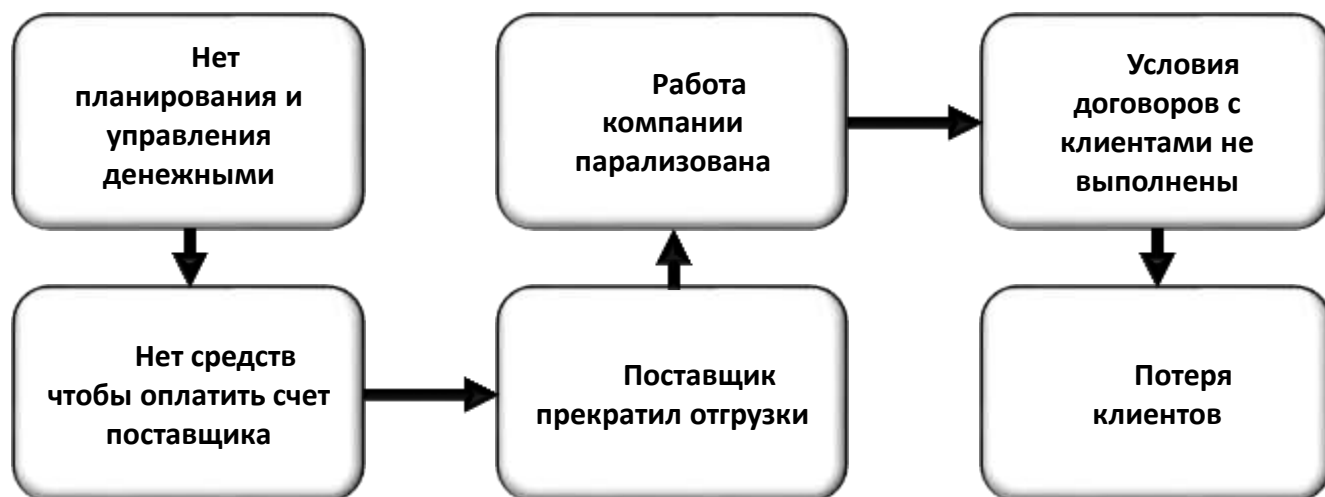 Нет
планирования и
управления
денежными
Нет средств
чтобы оплатить счет
поставщика
Поставщик
прекратил отгрузки
Работа
компании
парализована
Условия
договоров с
клиентами не
выполнены
Потеря
клиентов